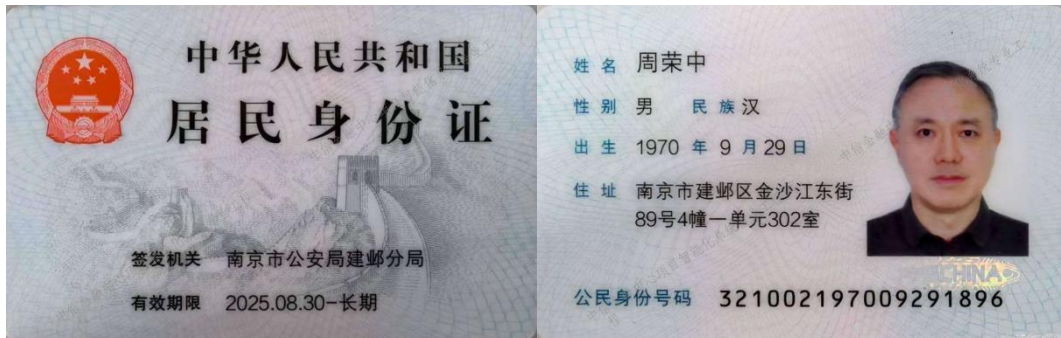 中华人民共和国
居民身份证
签发机关 南京市公安局建邺分局
有效期限 2025.08.30-长期
姓名 周荣中
性别 男 民族 汉
出生 1970 年 9 月 29 日
住址 南京市建邺区金沙江东街
89号4幢一单元302室
CHINA
公民身份号码 321002197009291896